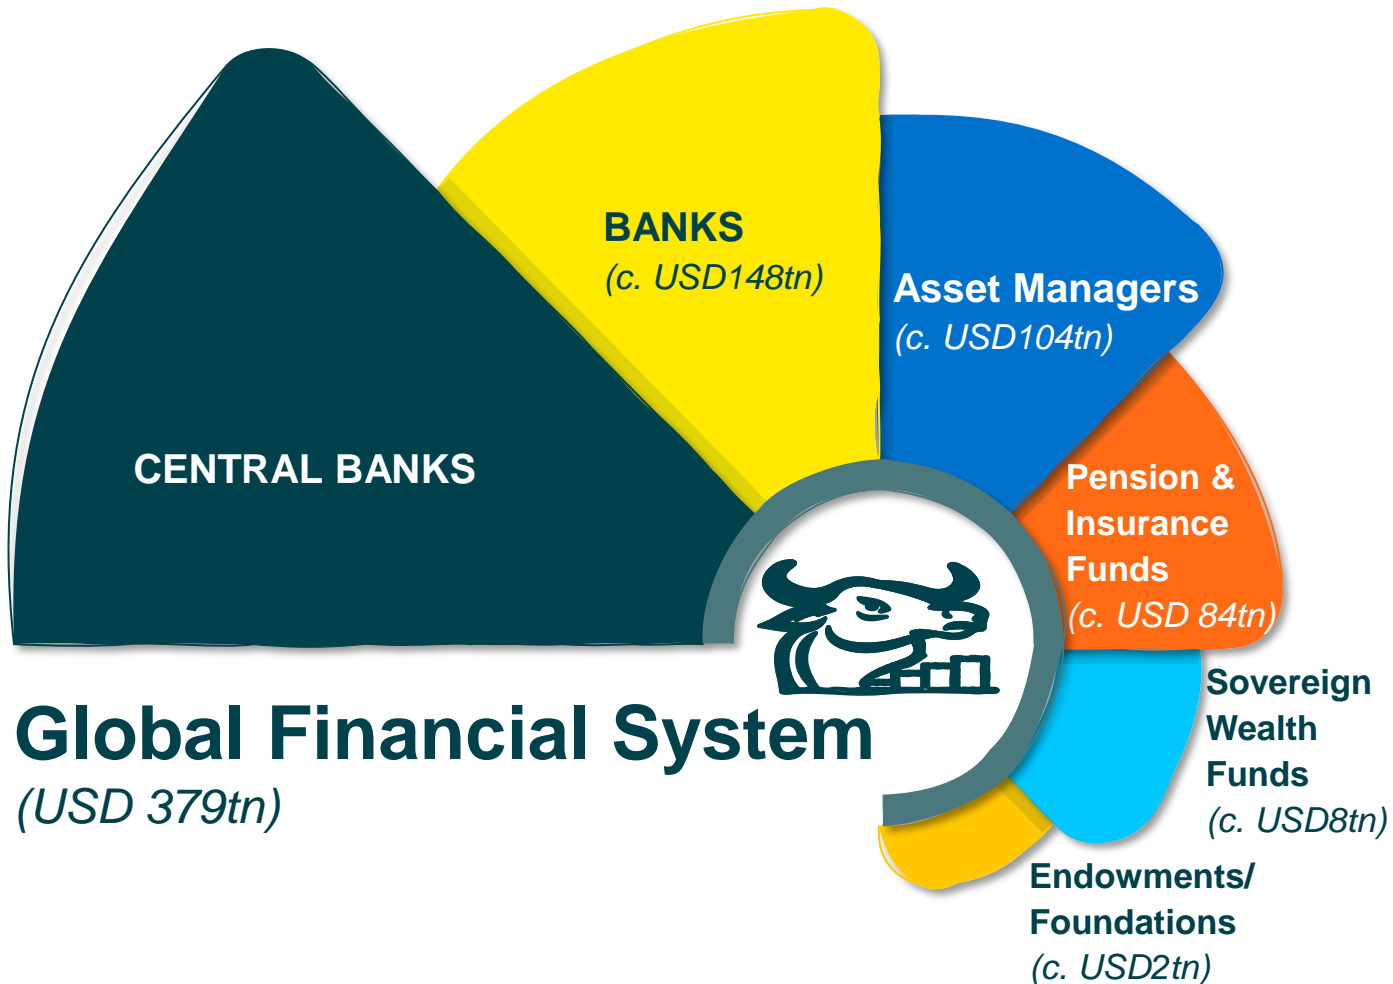 BANKS
(c. USD148tn)
Asset Managers
(c. USD104tn)
CENTRAL BANKS
Pension &
Insurance
Funds
(c. USD 84tn)
Sovereign
Wealth
Funds
(c. USD8tn)
Global Financial System
(USD 379tn)
Endowments/
Foundations
(c. USD2tn)